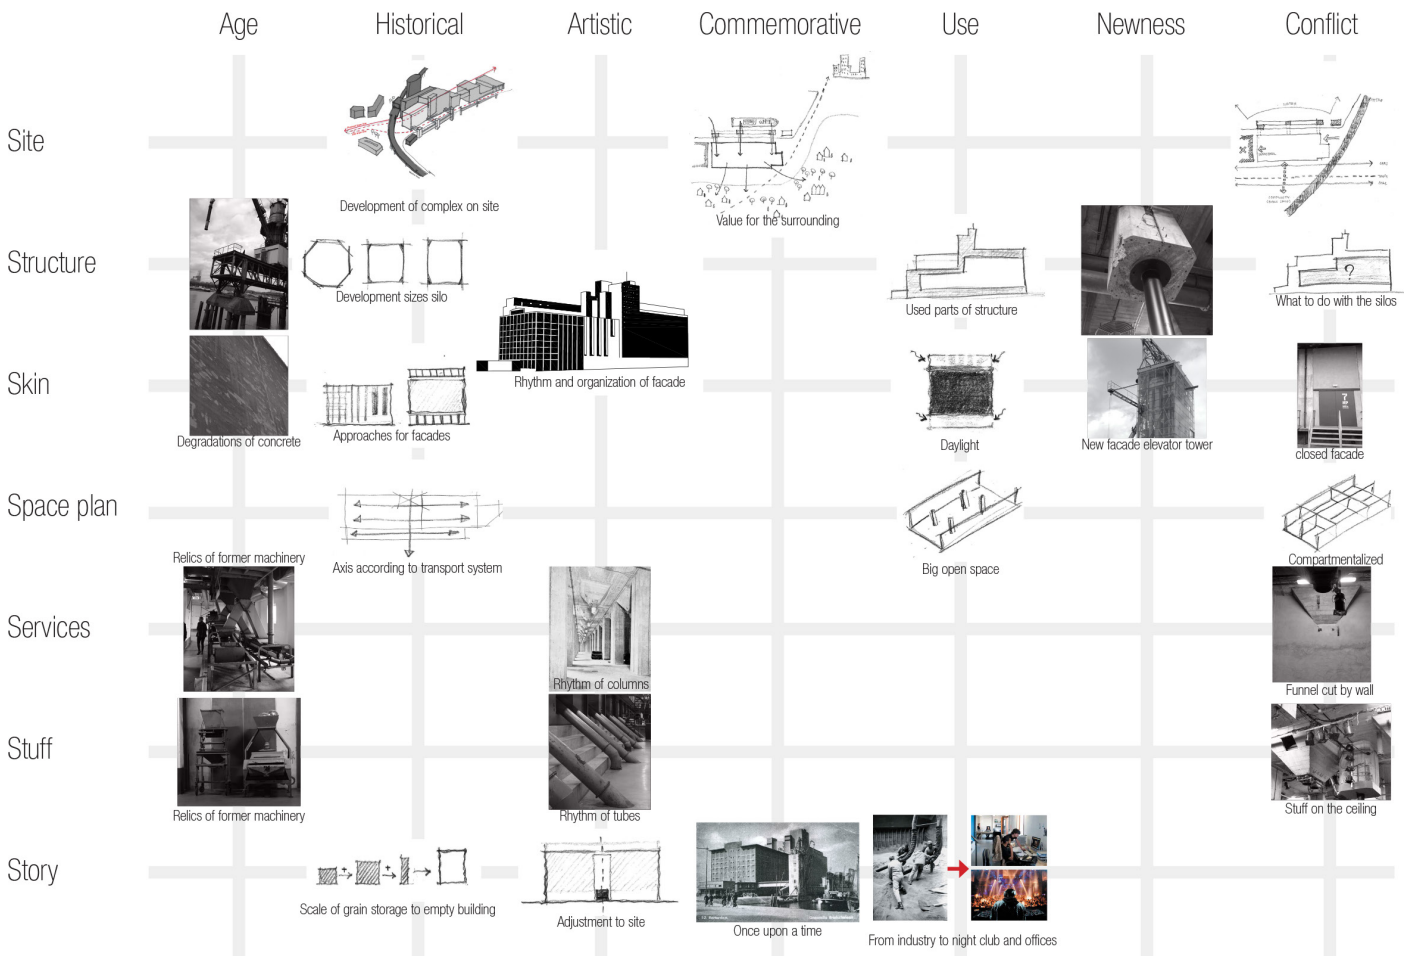 Age
Historical
Artistic
Commemorative
Use
Newness
Conflict
Site
Development of complex on site
Value for the surrounding
Structure
Development sizes silo
Used parts of structure
What to do with the silos
?
Skin
Rhythm and organization of facade
Degradations of concrete
Approaches for facades
Daylight
New facade elevator tower
7
closed facade
Space plan
Relics of former machinery
Axis according to transport system
Big open space
Compartmentalized
Services
Rhythm of columns
Funnel cut by wall
Stuff
Relics of former machinery
Rhythm of tubes
Stuff on the ceiling
Story
Scale of grain storage to empty building
Adjustment to site
Once upon a time
From industry to night club and offices